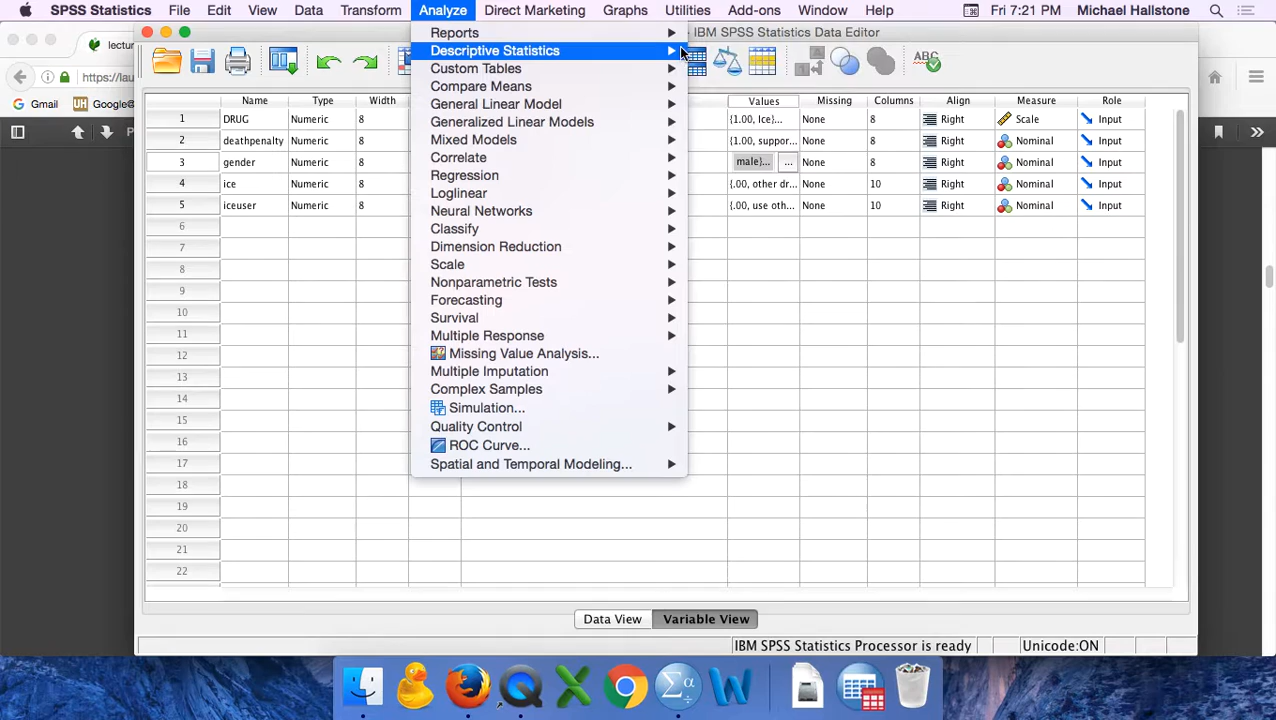 SPSS Statistics File Edit View Data Transform Analyze Direct Marketing Graphs Utilities Add-ons Window Help Fri 7:21 PM Michael Hallstone
IBM SPSS Statistics Data Editor
lectur
https://lau
Gmail
UH Google@
Reports
Descriptive Statistics
Custom Tables
Compare Means
General Linear Model
Generalized Linear Models
Mixed Models
Correlate
Regression
Loglinear
Neural Networks
Classify
Dimension Reduction
Scale
Nonparametric Tests
Forecasting
Survival
Multiple Response
Missing Value Analysis...
Multiple Imputation
Complex Samples
Simulation...
Quality Control
ROC Curve...
Spatial and Temporal Modeling...
ABC
Name Type Width Values Missing Columns Align Measure Role
1 DRUG Numeric 8 {1.00, Ice}... None 8 Right Scale Input
2 deathpenalty Numeric 8 {1.00, suppor... None 8 Right Nominal Input
3 gender Numeric 8 male}... ... None 8 Right Nominal Input
4 ice Numeric 8 {.00, other dr... None 10 Right Nominal Input
5 iceuser Numeric 8 {.00, use oth... None 10 Right Nominal Input
6
7
8
9
10
11
12
13
14
15
16
17
18
19
20
21
22
Data View Variable View
IBM SPSS Statistics Processor is ready Unicode:ON